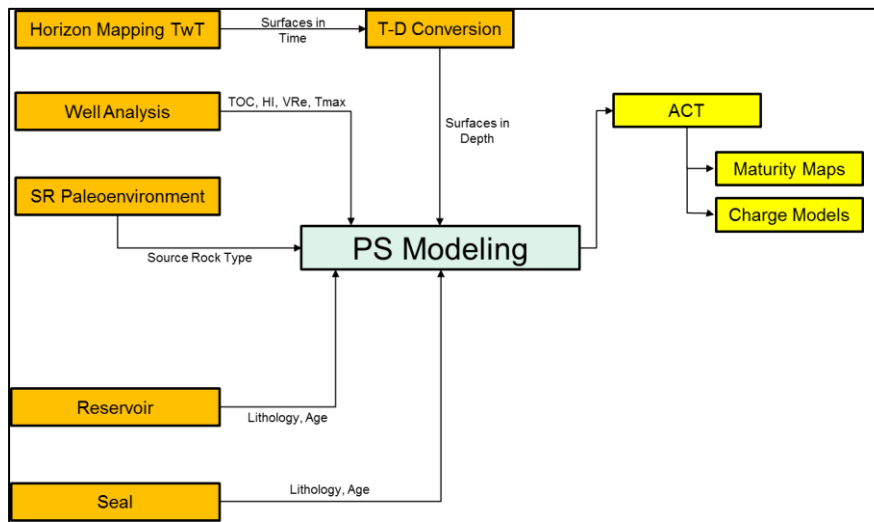 Horizon Mapping TwT
Surfaces in
Time
T-D Conversion
Well Analysis
TOC, HI, VRe, Tmax
Surfaces in
Depth
ACT
Maturity Maps
SR Paleoenvironment
Charge Models
PS Modeling
Source Rock Type
Reservoir
Lithology, Age
Seal
Lithology, Age